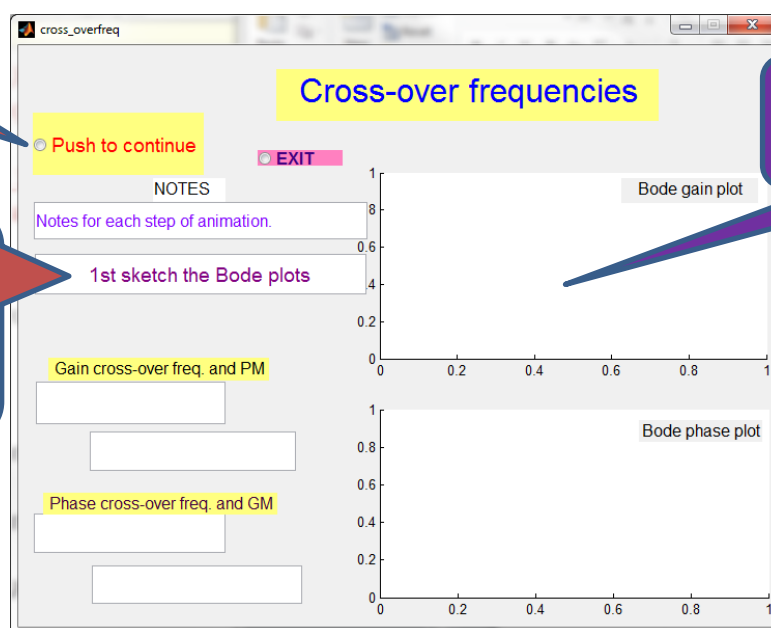 cross_overfreq
Cross-over frequencies
Push to continue
EXIT
NOTES
Notes for each step of animation.
1st sketch the Bode plots
1
8
0.6
.4
0.2
0
0 0.2 0.4 0.6 0.8 1
Bode gain plot
Gain cross-over freq. and PM
Phase cross-over freq. and GM
1
0.8
0.6
0.4
0.2
0
0 0.2 0.4 0.6 0.8 1
Bode phase plot